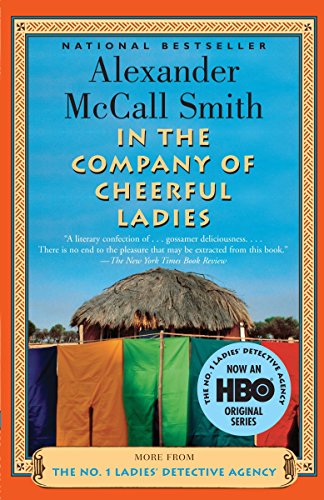 NATIONAL BESTSELLER
Alexander
McCall Smith
IN THE
COMPANY OF
CHEERFUL
LADIES
"A literary confection of . . . gossamer deliciousness. . . .
There is no end to the pleasure that may be extracted from this book."
—The New York Times Book Review
THE NO. 1 LADIES' DETECTIVE AGENCY
NOW AN
HBO
ORIGINAL
SERIES
MORE FROM
THE NO. 1 LADIES' DETECTIVE AGENCY